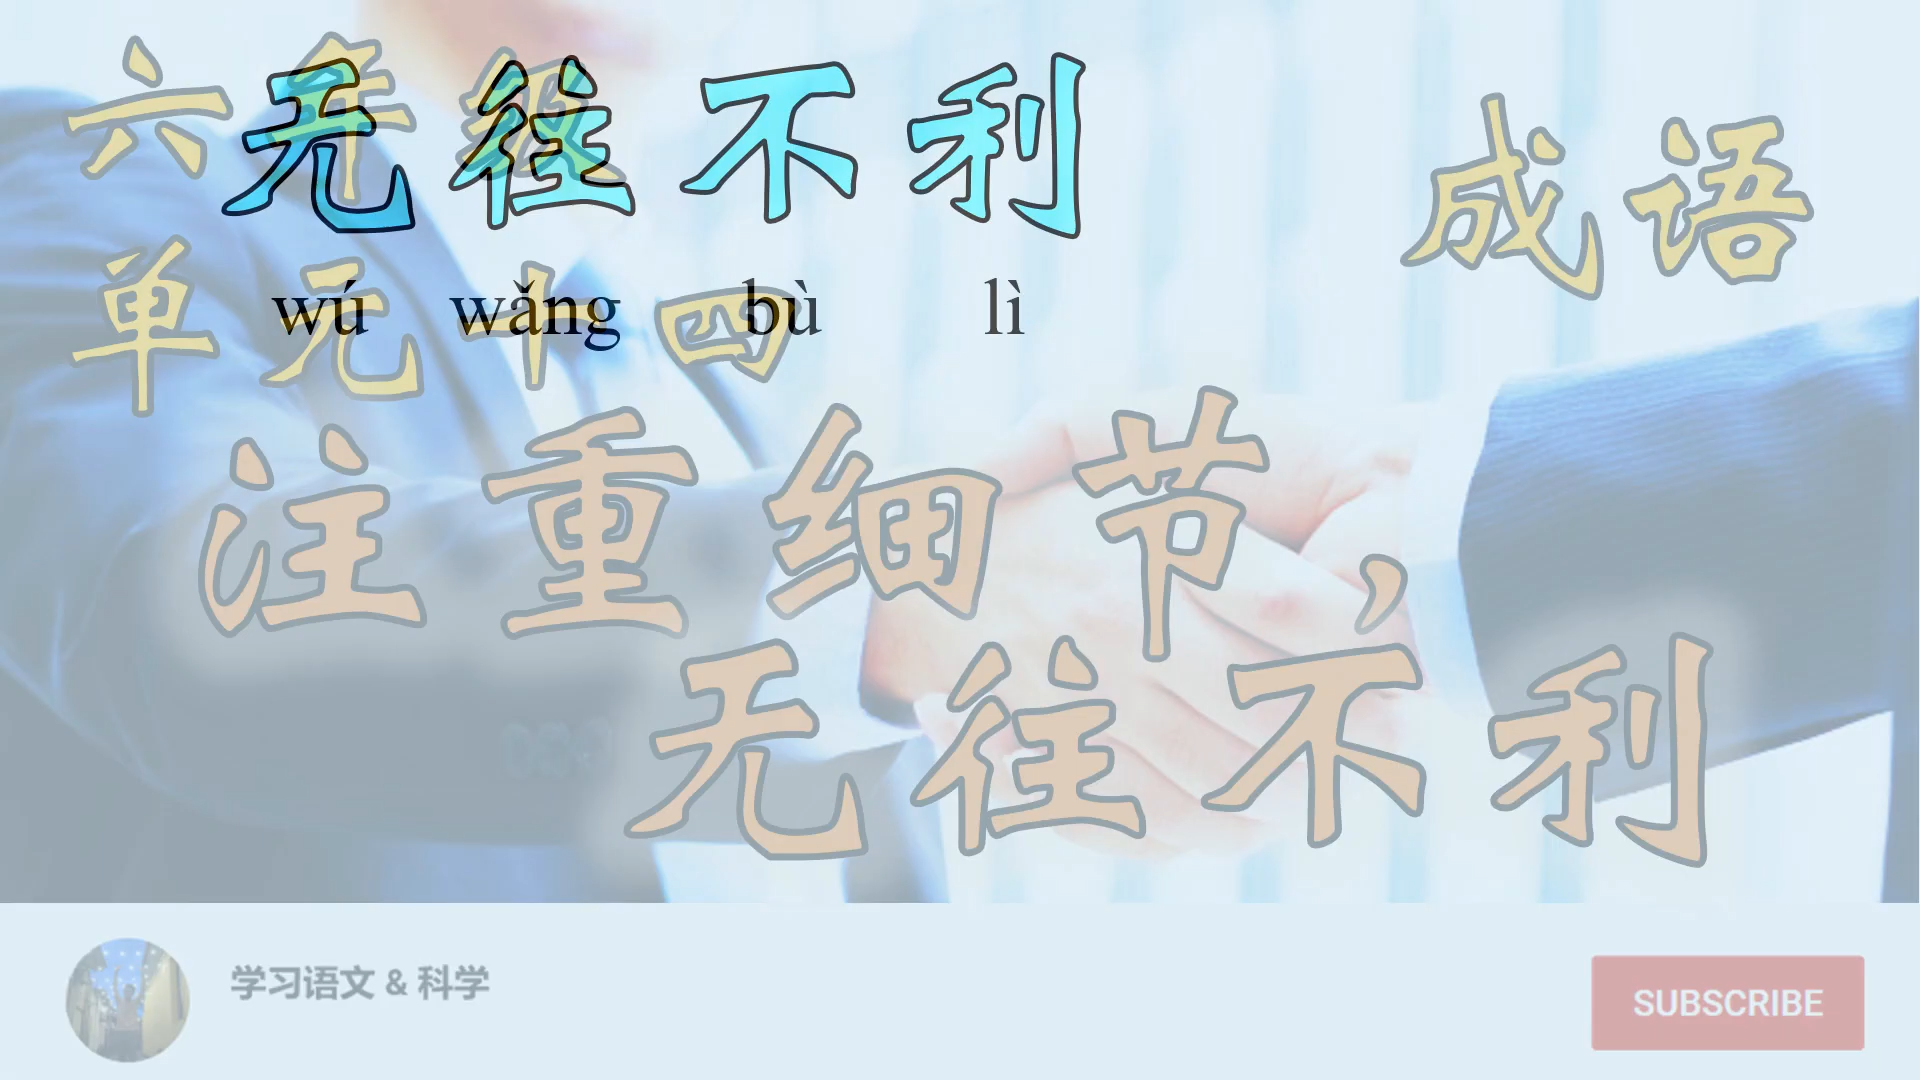 六年级
无往不利
成语
wú wǎng bù lì
单元十四
注重细节，
无往不利
学习语文 & 科学
SUBSCRIBE